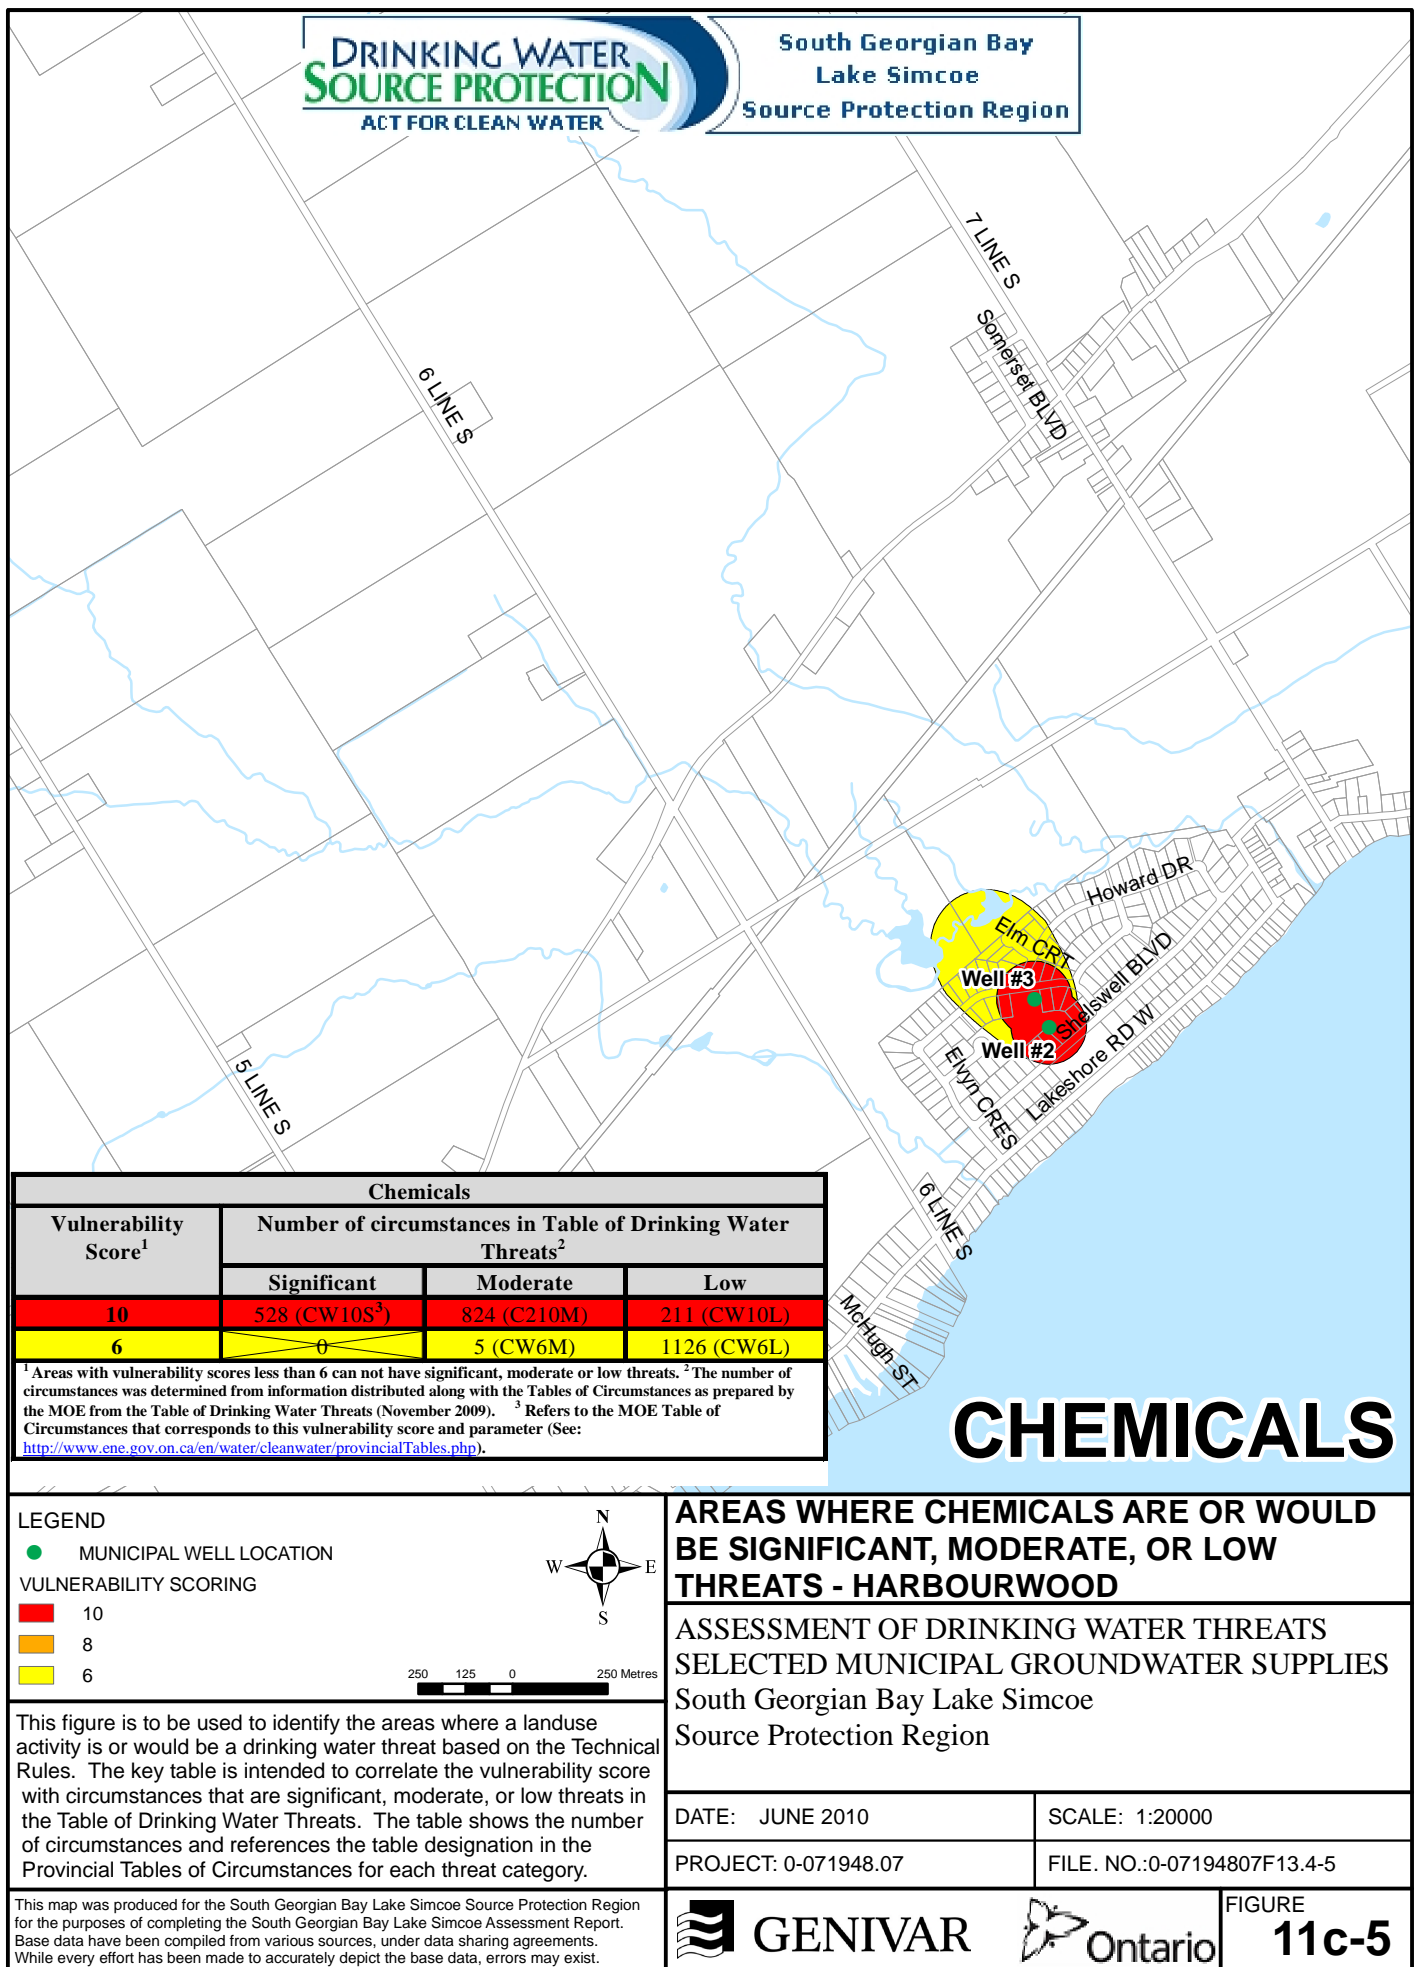 DRINKING WATER
SOURCE PROTECTION
ACT FOR CLEAN WATER
South Georgian Bay
Lake Simcoe
Source Protection Region
7 LINE S
Somerset BLVD
6 LINE S
Howard DR
Elm CRT
Well #3
Shelswell BLVD
Well #2
Lakeshore RD W
Elvyn CRES
5 LINE S
6 LINE S
McHugh ST
Chemicals
Vulnerability Score¹
Number of circumstances in Table of Drinking Water Threats²
Significant Moderate Low
10 528 (CW10S³) 824 (C210M) 211 (CW10L)
6 0 5 (CW6M) 1126 (CW6L)
¹ Areas with vulnerability scores less than 6 can not have significant, moderate or low threats. ² The number of
circumstances was determined from information distributed along with the Tables of Circumstances as prepared by
the MOE from the Table of Drinking Water Threats (November 2009). ³ Refers to the MOE Table of
Circumstances that corresponds to this vulnerability score and parameter (See:
http://www.ene.gov.on.ca/en/water/cleanwater/provincialTables.php).
CHEMICALS
LEGEND
MUNICIPAL WELL LOCATION
VULNERABILITY SCORING
10
8
6
N
W E
S
250 125 0 250 Metres
This figure is to be used to identify the areas where a landuse
activity is or would be a drinking water threat based on the Technical
Rules. The key table is intended to correlate the vulnerability score
with circumstances that are significant, moderate, or low threats in
the Table of Drinking Water Threats. The table shows the number
of circumstances and references the table designation in the
Provincial Tables of Circumstances for each threat category.
This map was produced for the South Georgian Bay Lake Simcoe Source Protection Region
for the purposes of completing the South Georgian Bay Lake Simcoe Assessment Report.
Base data have been compiled from various sources, under data sharing agreements.
While every effort has been made to accurately depict the base data, errors may exist.
AREAS WHERE CHEMICALS ARE OR WOULD
BE SIGNIFICANT, MODERATE, OR LOW
THREATS - HARBOURWOOD
ASSESSMENT OF DRINKING WATER THREATS
SELECTED MUNICIPAL GROUNDWATER SUPPLIES
South Georgian Bay Lake Simcoe
Source Protection Region
DATE: JUNE 2010
SCALE: 1:20000
PROJECT: 0-071948.07
FILE. NO.:0-07194807F13.4-5
GENIVAR
Ontario
FIGURE
11c-5